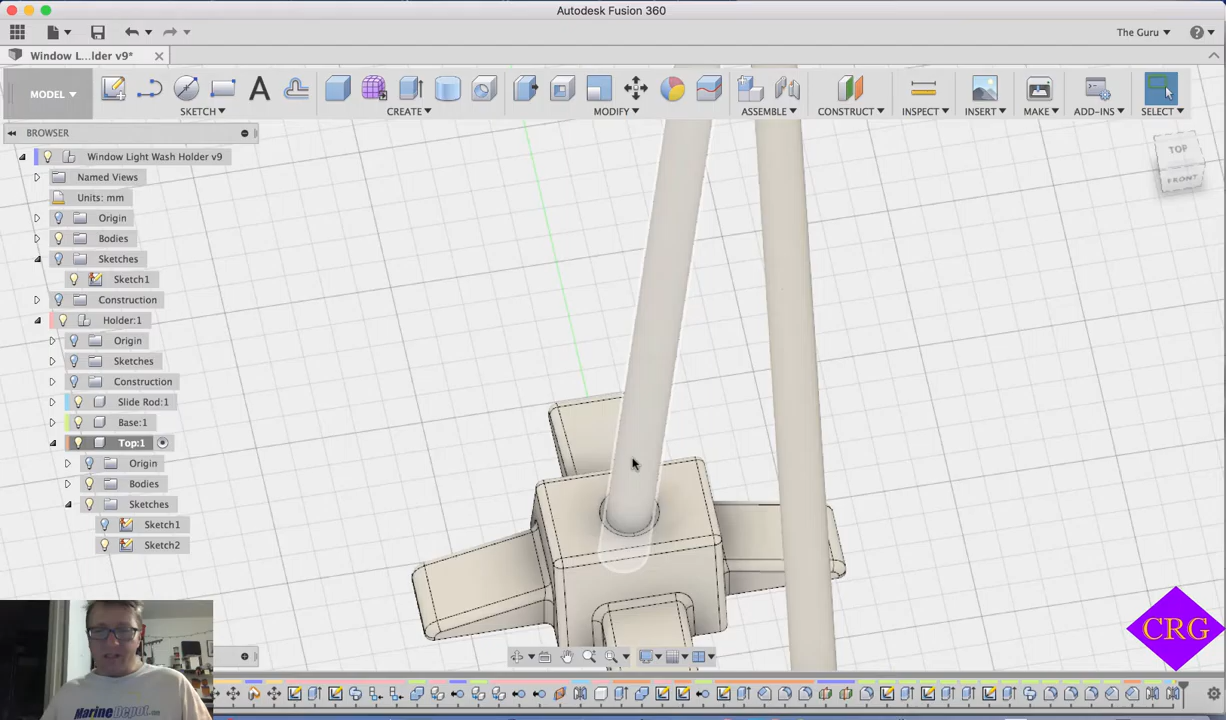 Autodesk Fusion 360
The Guru
Window L...lder v9*
MODEL
SKETCH
CREATE
MODIFY
ASSEMBLE
CONSTRUCT
INSPECT
INSERT
MAKE
ADD-INS
SELECT
BROWSER
TOP
FRONT
Window Light Wash Holder v9
Named Views
Units: mm
Origin
Bodies
Sketches
Sketch1
Construction
Holder:1
Origin
Sketches
Construction
Slide Rod:1
Base:1
Top:1
Origin
Bodies
Sketches
Sketch1
Sketch2
CRG
MarineDepot.com